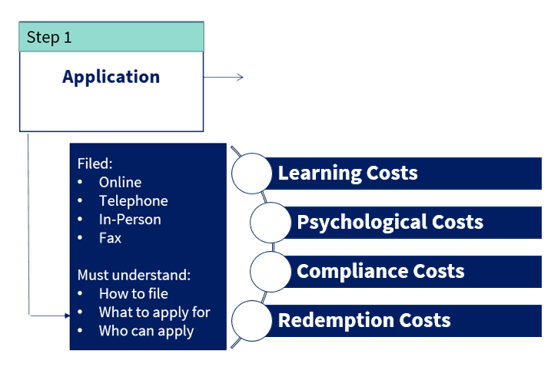 Step 1
Application
Filed:
• Online
• Telephone
• In-Person
• Fax
Must understand:
• How to file
• What to apply for
• Who can apply
Learning Costs
Psychological Costs
Compliance Costs
Redemption Costs